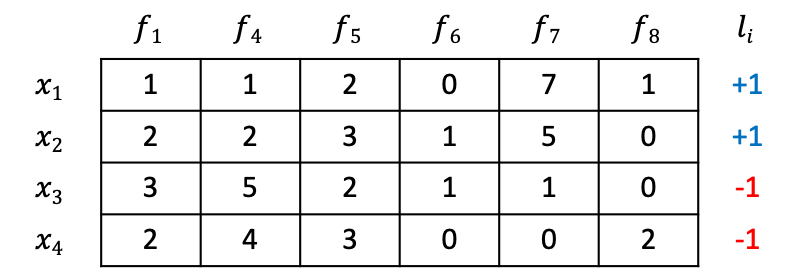 f₁ f₄ f₅ f₆ f₇ f₈ lᵢ
x₁ 1 1 2 0 7 1 +1
x₂ 2 2 3 1 5 0 +1
x₃ 3 5 2 1 1 0 -1
x₄ 2 4 3 0 0 2 -1